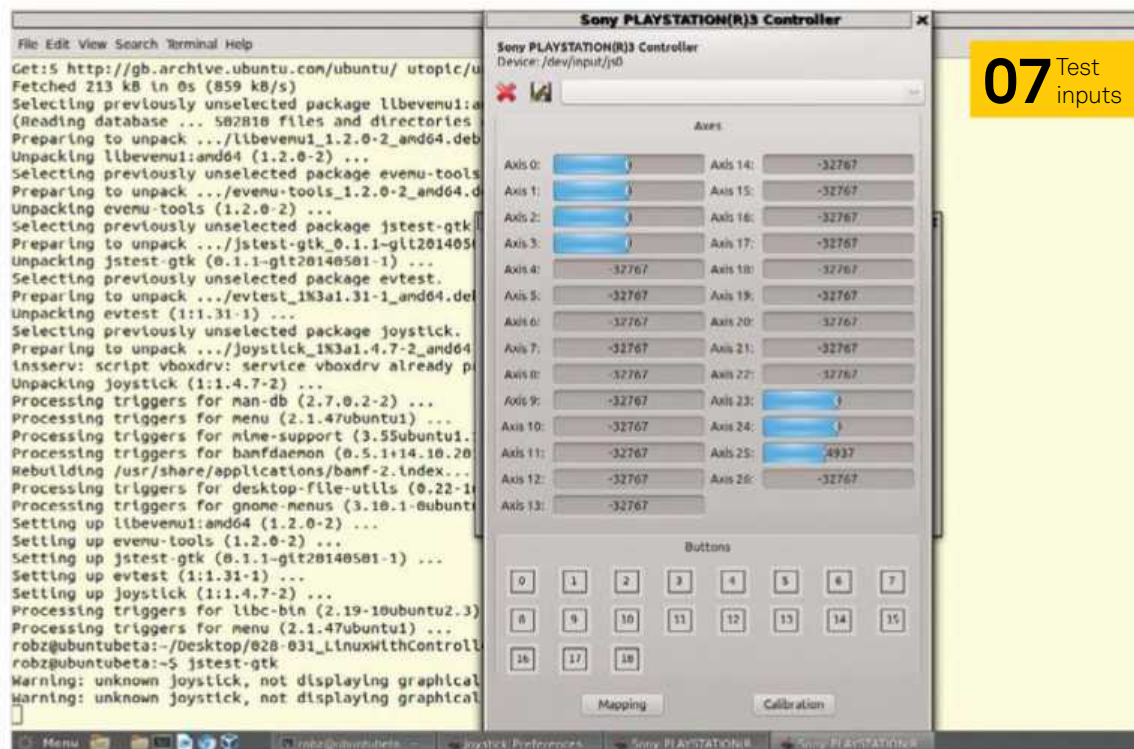 File Edit View Search Terminal Help
Get:5 http://gb.archive.ubuntu.com/ubuntu/ utopic/u
Fetched 213 kB in 0s (859 kB/s)
Selecting previously unselected package libevemu1:a
(Reading database ... 502810 files and directories
Preparing to unpack .../libevemu1_1.2.0-2_amd64.deb
Unpacking libevemu1:amd64 (1.2.0-2) ...
Selecting previously unselected package evemu-tools
Preparing to unpack .../evemu-tools_1.2.0-2_amd64.d
Unpacking evemu-tools (1.2.0-2) ...
Selecting previously unselected package jstest-gtk
Preparing to unpack .../jstest-gtk_0.1.1~git2014050
Unpacking jstest-gtk (0.1.1~git20140501-1) ...
Selecting previously unselected package evtest.
Preparing to unpack .../evtest_1%3a1.31-1_amd64.deb
Unpacking evtest (1:1.31-1) ...
Selecting previously unselected package joystick.
Preparing to unpack .../joystick_1%3a1.4.7-2_amd64
insserv: script vboxdrv: service vboxdrv already p
Unpacking joystick (1:1.4.7-2) ...
Processing triggers for man-db (2.7.0.2-2) ...
Processing triggers for menu (2.1.47ubuntu1) ...
Processing triggers for mime-support (3.55ubuntu1.
Processing triggers for bamfdaemon (0.5.1+14.10.20
Rebuilding /usr/share/applications/bamf-2.index...
Processing triggers for desktop-file-utils (0.22-1
Processing triggers for gnome-menus (3.10.1-0ubunt
Setting up libevemu1:amd64 (1.2.0-2) ...
Setting up evemu-tools (1.2.0-2) ...
Setting up jstest-gtk (0.1.1~git20140501-1) ...
Setting up evtest (1:1.31-1) ...
Setting up joystick (1:1.4.7-2) ...
Processing triggers for libc-bin (2.19-10ubuntu2.3)
Processing triggers for menu (2.1.47ubuntu1) ...
robz@ubuntubeta:~/Desktop/028-031_LinuxWithControll
robz@ubuntubeta:~$ jstest-gtk
Warning: unknown joystick, not displaying graphical
Warning: unknown joystick, not displaying graphical
Sony PLAYSTATION(R)3 Controller
Sony PLAYSTATION(R)3 Controller
Device: /dev/input/js0
Axes
Axis 0: Axis 14: -32767
Axis 1: Axis 15: -32767
Axis 2: Axis 16: -32767
Axis 3: Axis 17: -32767
Axis 4: -32767 Axis 18: -32767
Axis 5: -32767 Axis 19: -32767
Axis 6: -32767 Axis 20: -32767
Axis 7: -32767 Axis 21: -32767
Axis 8: -32767 Axis 22: -32767
Axis 9: -32767 Axis 23:
Axis 10: -32767 Axis 24:
Axis 11: -32767 Axis 25: 4937
Axis 12: -32767 Axis 26: -32767
Axis 13: -32767
Buttons
0 1 2 3 4 5 6 7
8 9 10 11 12 13 14 15
16 17 18
Mapping Calibration
07 Test
inputs
Menu robz@ubuntubeta: Joystick Preferences Sony PLAYSTATION(R Sony PLAYSTATION(R